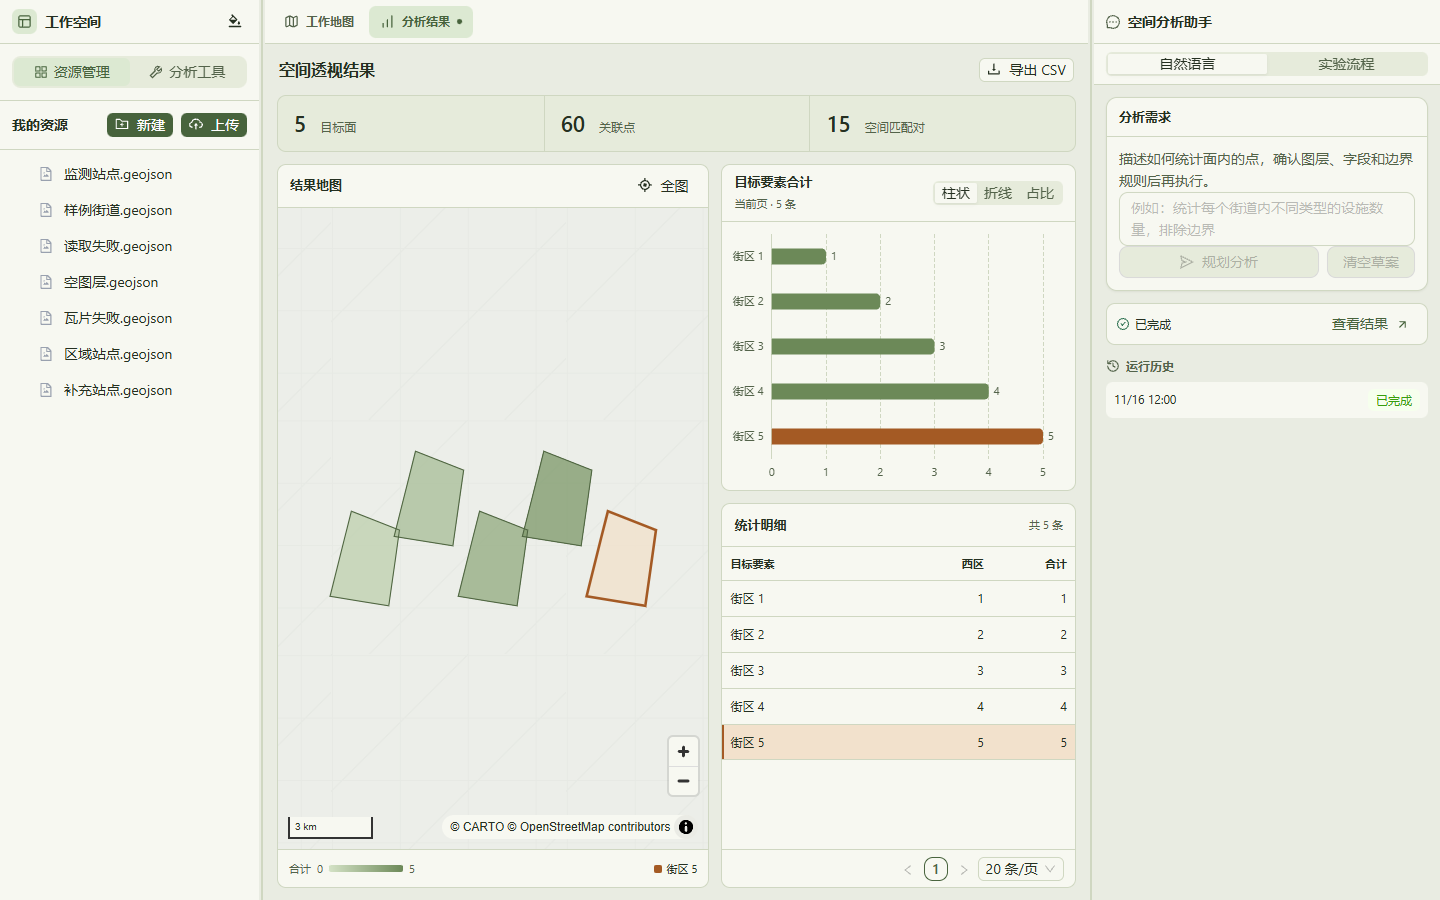 工作空间
资源管理
分析工具
我的资源
新建
上传
监测站点.geojson
样例街道.geojson
读取失败.geojson
空图层.geojson
瓦片失败.geojson
区域站点.geojson
补充站点.geojson
工作地图
分析结果
空间透视结果
导出 CSV
5 目标面
60 关联点
15 空间匹配对
结果地图
全图
3 km
© CARTO © OpenStreetMap contributors
合计 0 5
街区 5
目标要素合计
当前页 · 5 条
柱状 折线 占比
街区 1 1
街区 2 2
街区 3 3
街区 4 4
街区 5 5
0 1 2 3 4 5
统计明细
共 5 条
目标要素 西区 合计
街区 1 1 1
街区 2 2 2
街区 3 3 3
街区 4 4 4
街区 5 5 5
1
20 条/页
空间分析助手
自然语言
实验流程
分析需求
描述如何统计面内的点，确认图层、字段和边界
规则后再执行。
例如：统计每个街道内不同类型的设施数
量，排除边界
规划分析
清空草案
已完成
查看结果
运行历史
11/16 12:00
已完成